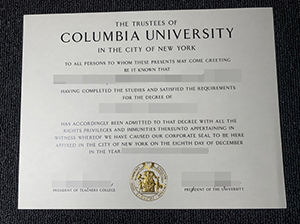 THE TRUSTEES OF
COLUMBIA UNIVERSITY
IN THE CITY OF NEW YORK
TO ALL PERSONS TO WHOM THESE PRESENTS MAY COME GREETING
BE IT KNOWN THAT
HAVING COMPLETED THE STUDIES AND SATISFIED THE REQUIREMENTS
FOR THE DEGREE OF
HAS ACCORDINGLY BEEN ADMITTED TO THAT DEGREE WITH ALL THE
RIGHTS PRIVILEGES AND IMMUNITIES THEREUNTO APPERTAINING IN
WITNESS WHEREOF WE HAVE CAUSED OUR CORPORATE SEAL TO BE HERE
AFFIXED IN THE CITY OF NEW YORK ON THE EIGHTH DAY OF DECEMBER
IN THE YEAR
PRESIDENT OF TEACHERS COLLEGE
PRESIDENT OF THE UNIVERSITY